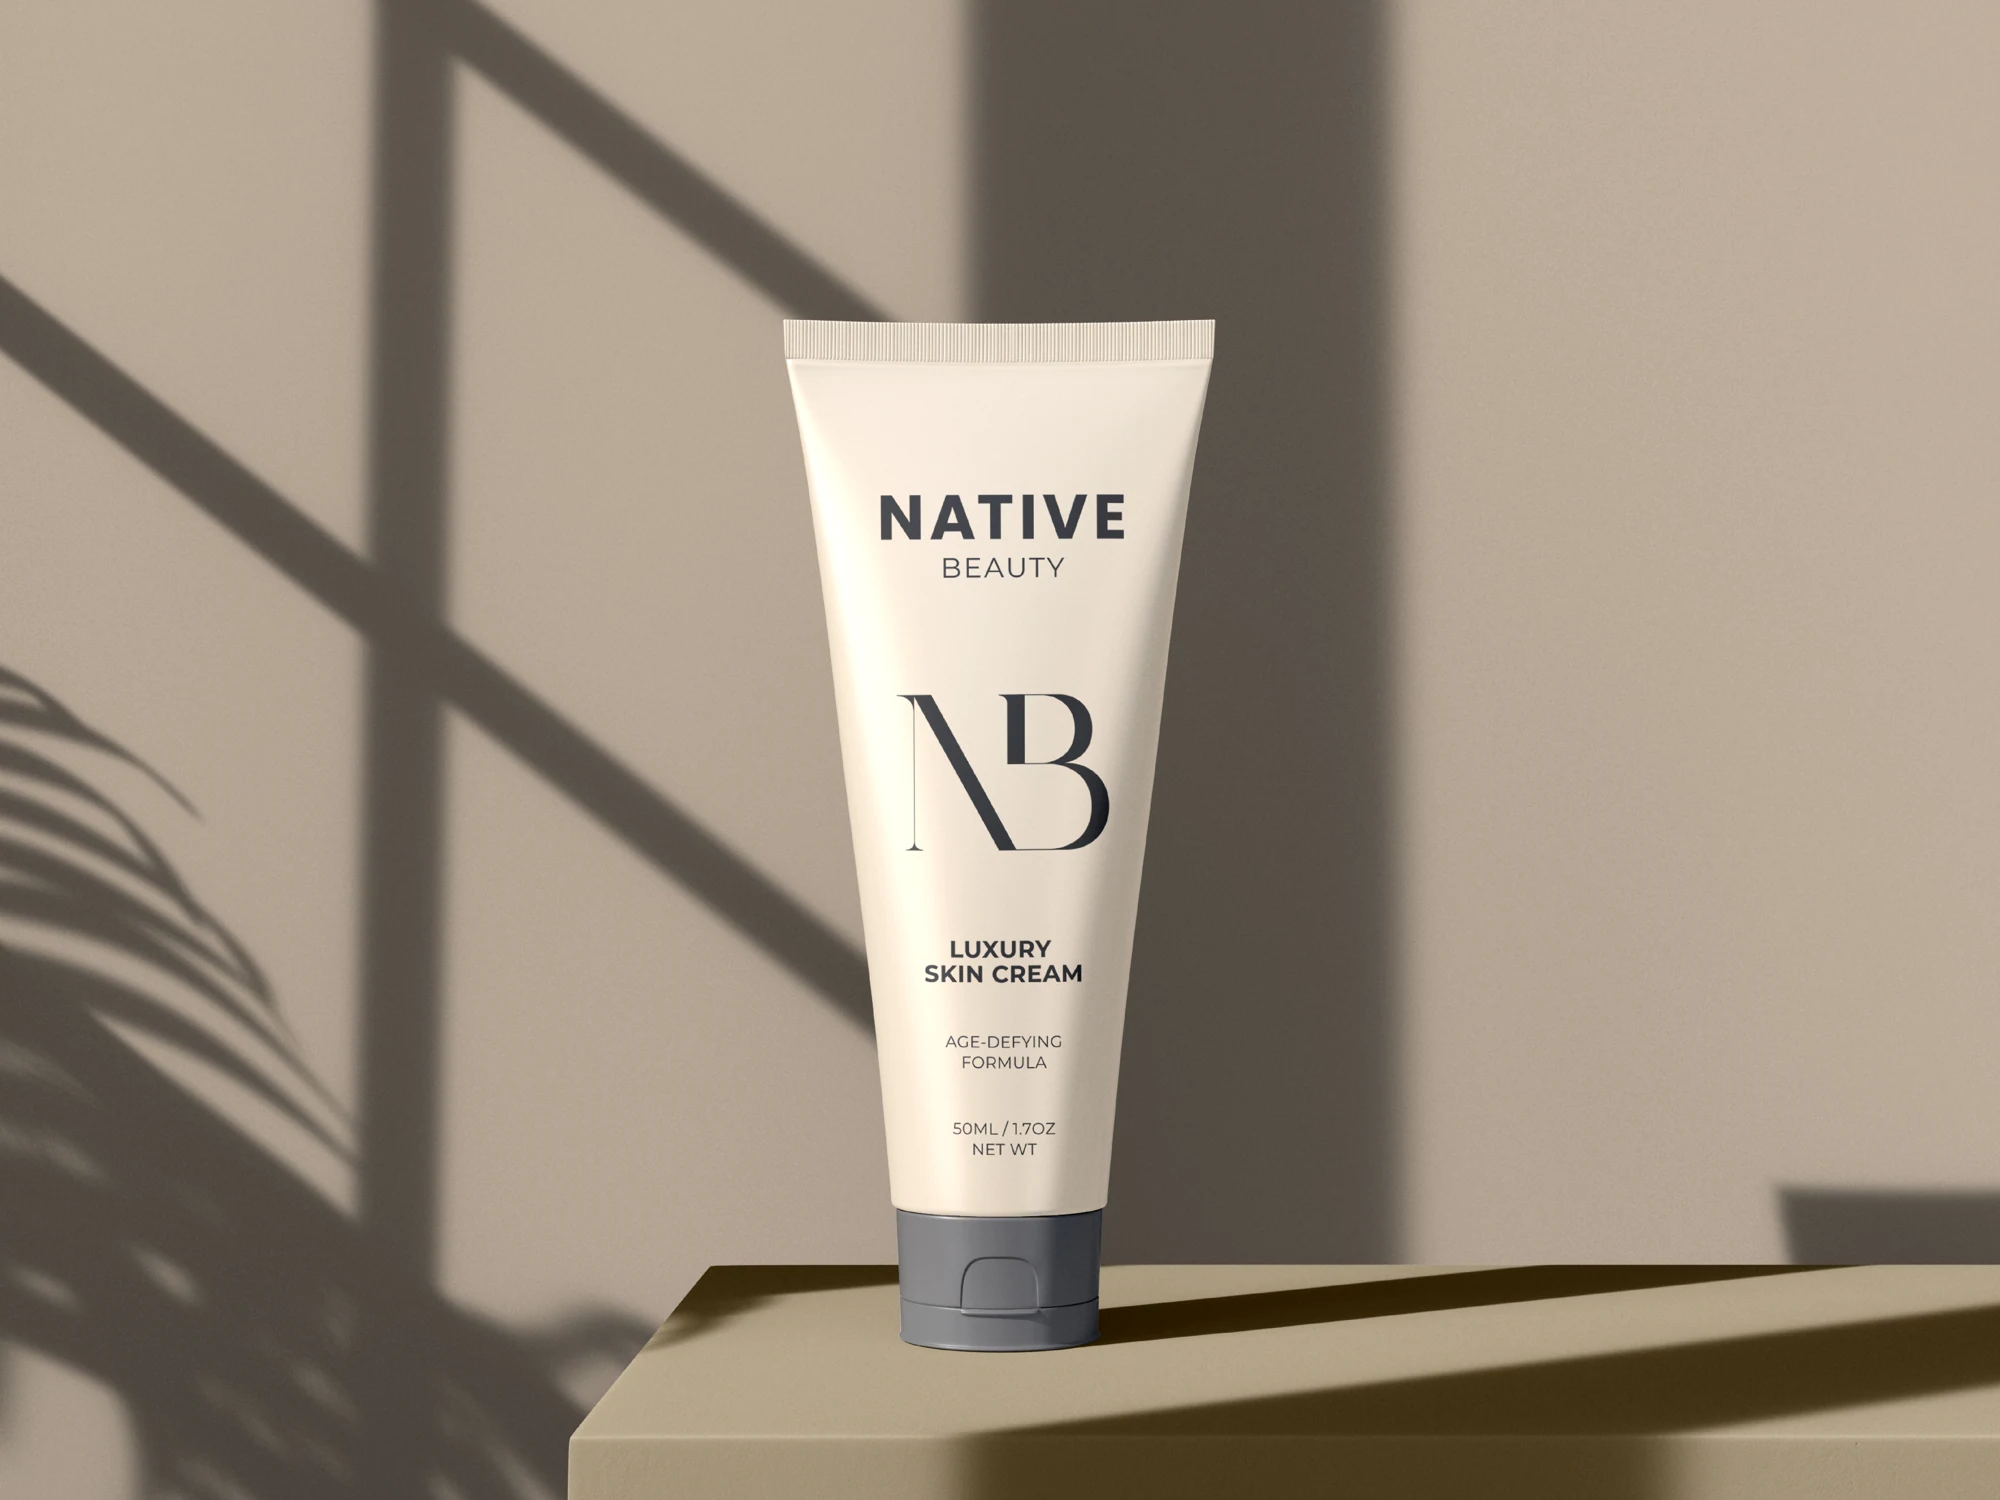 NATIVE
BEAUTY
NB
LUXURY
SKIN CREAM
AGE-DEFYING
FORMULA
50ML / 1.7OZ
NET WT